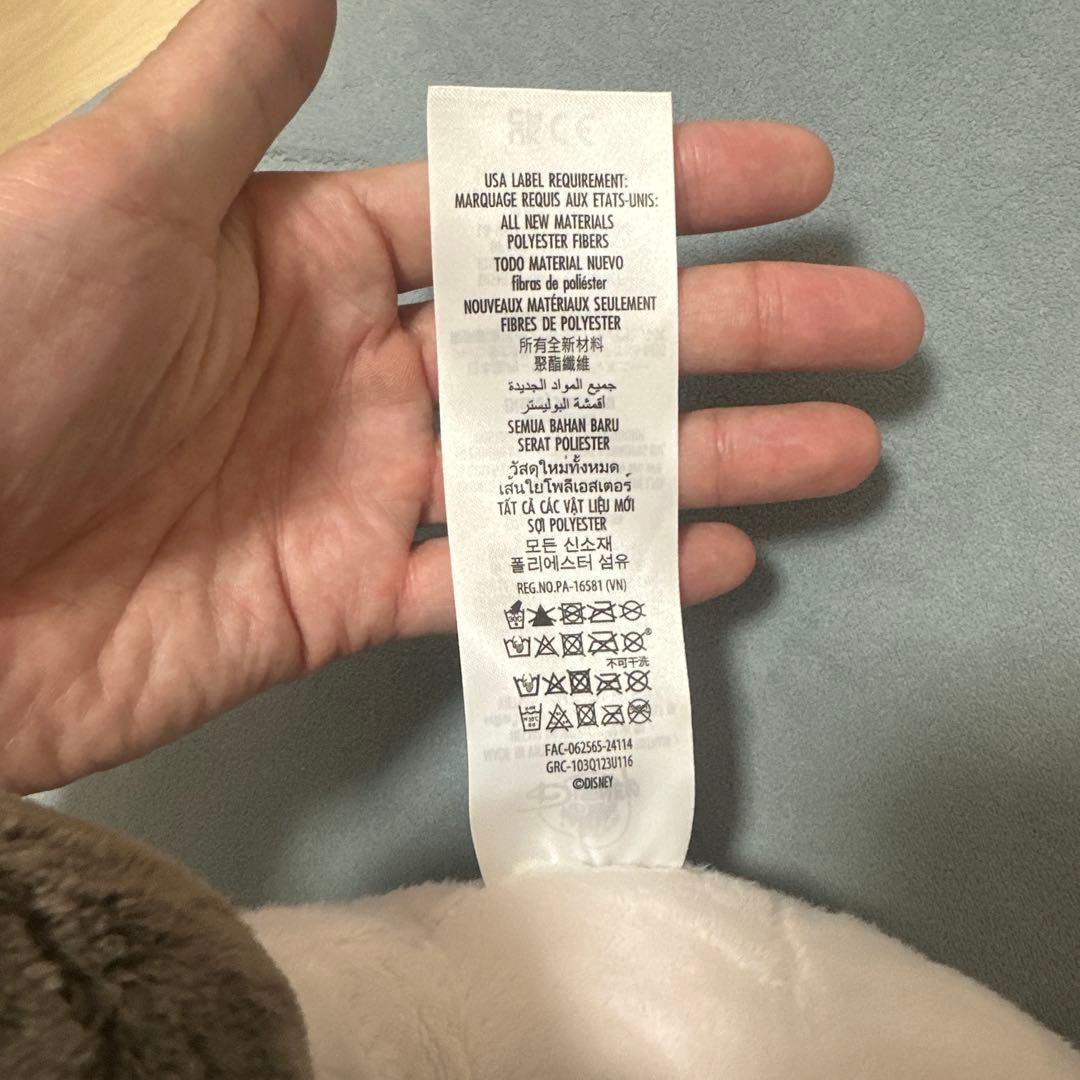 USA LABEL REQUIREMENT:
MARQUAGE REQUIS AUX ETATS-UNIS:
ALL NEW MATERIALS
POLYESTER FIBERS
TODO MATERIAL NUEVO
fibras de poliéster
NOUVEAUX MATÉRIAUX SEULEMENT
FIBRES DE POLYESTER
所有全新材料
聚酯纖維
جميع المواد الجديدة
أقمشة البوليستر
SEMUA BAHAN BARU
SERAT POLIESTER
วัสดุใหม่ทั้งหมด
เส้นใยโพลีเอสเตอร์
TẤT CẢ CÁC VẬT LIỆU MỚI
SỢI POLYESTER
모든 신소재
폴리에스터 섬유
REG.NO.PA-16581 (VN)
不可干洗
FAC-062565-24114
GRC-103Q123U116
©DISNEY